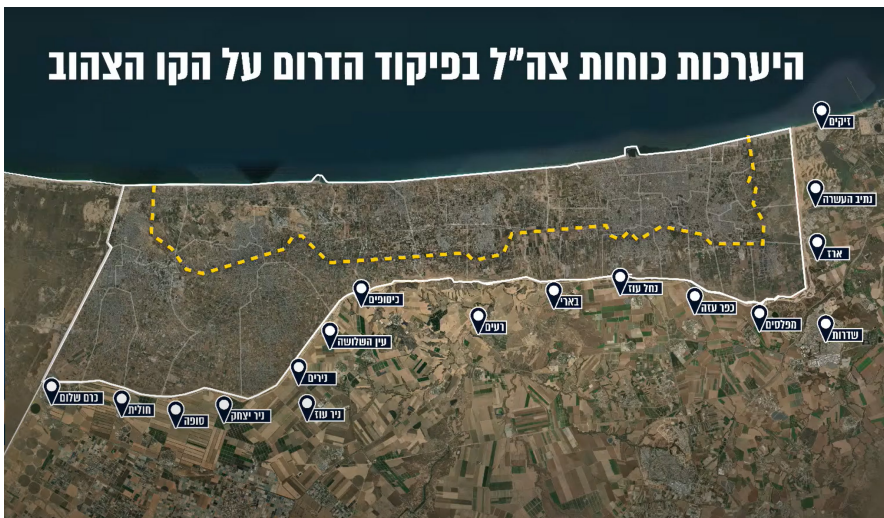 היערכות כוחות צה"ל בפיקוד הדרום על הקו הצהוב
זיקים
נתיב העשרה
ארז
שדרות
מפלסים
כפר עזה
נחל עוז
בארי
רעים
כיסופים
עין השלושה
נירים
ניר עוז
ניר יצחק
סופה
חולית
כרם שלום